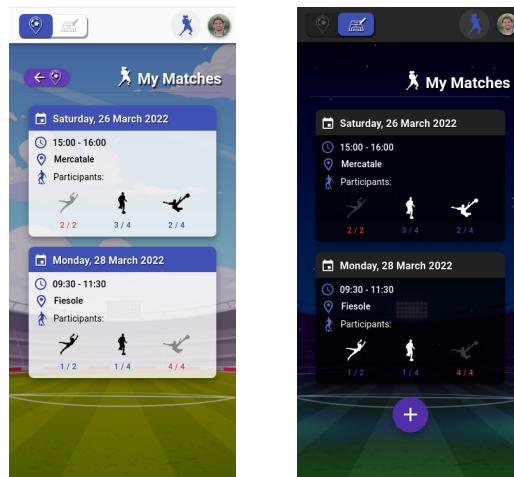 My Matches
Saturday, 26 March 2022
15:00 - 16:00
Mercatale
Participants:
2 / 2
3 / 4
2 / 4
Monday, 28 March 2022
09:30 - 11:30
Fiesole
Participants:
1 / 2
1 / 4
4 / 4
My Matches
Saturday, 26 March 2022
15:00 - 16:00
Mercatale
Participants:
2 / 2
3 / 4
2 / 4
Monday, 28 March 2022
09:30 - 11:30
Fiesole
Participants:
1 / 2
1 / 4
4 / 4
+